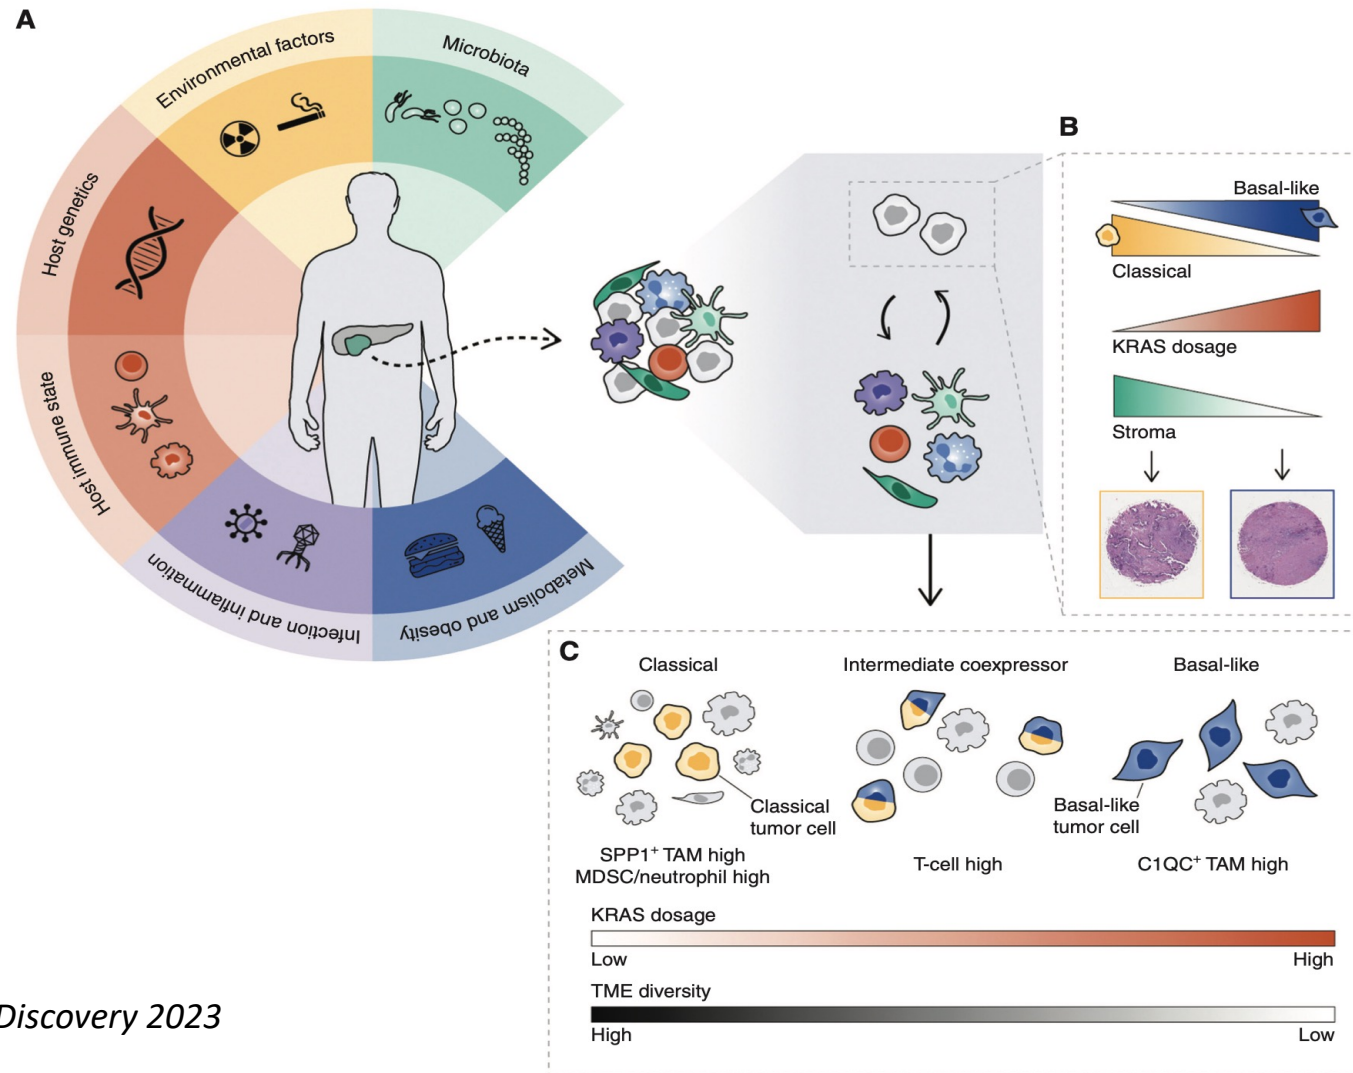 A
Environmental factors
Microbiota
Host genetics
Host immune state
Infection and inflammation
Metabolism and obesity
B
Basal-like
Classical
KRAS dosage
Stroma
C
Classical
Intermediate coexpressor
Basal-like
Classical
tumor cell
Basal-like
tumor cell
SPP1⁺ TAM high
MDSC/neutrophil high
T-cell high
C1QC⁺ TAM high
KRAS dosage
Low
High
TME diversity
High
Low
Discovery 2023